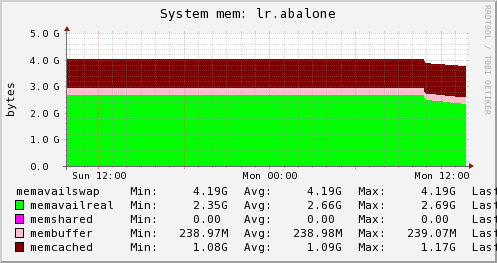 System mem: lr.abalone
RRDTOOL / TOBI OETIKER
bytes
5.0 G
4.0 G
3.0 G
2.0 G
1.0 G
0.0
Sun 12:00 Mon 00:00 Mon 12:00
memavailswap Min: 4.19G Avg: 4.19G Max: 4.19G Last
memavailreal Min: 2.35G Avg: 2.66G Max: 2.69G Last
memshared Min: 0.00 Avg: 0.00 Max: 0.00 Last
membuffer Min: 238.97M Avg: 238.98M Max: 239.07M Last
memcached Min: 1.08G Avg: 1.09G Max: 1.17G Last